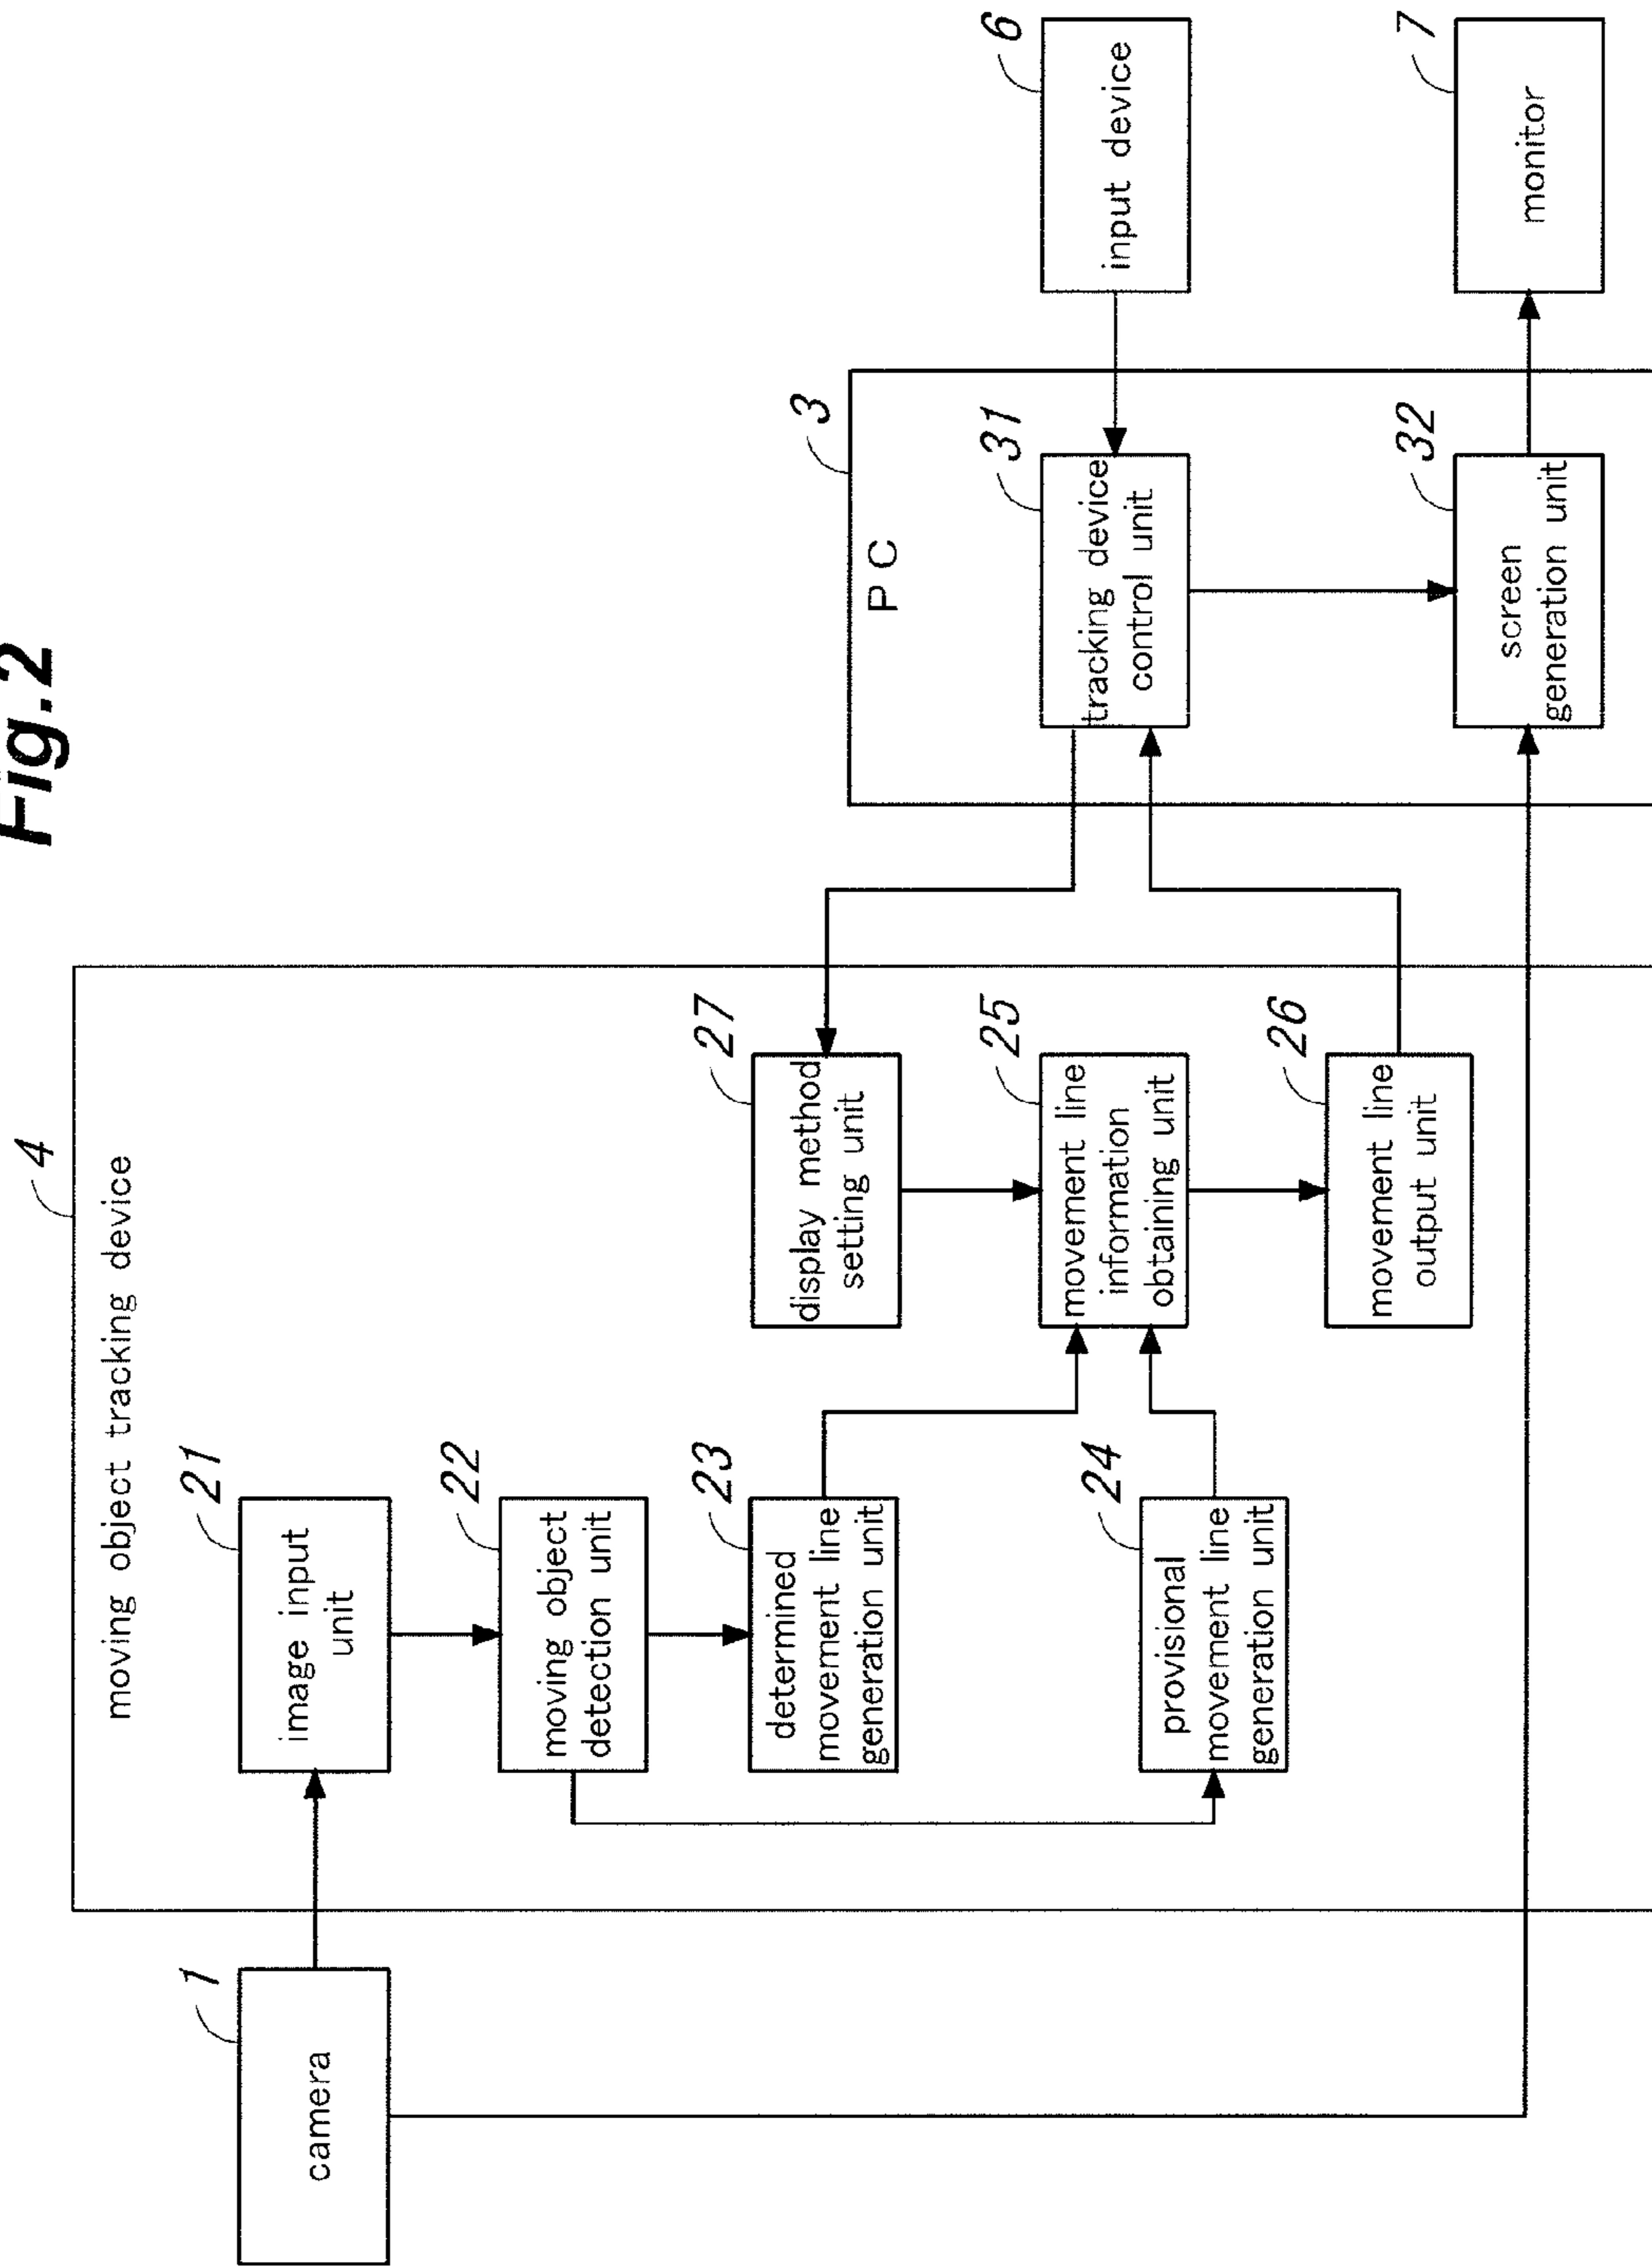 Fig.2
4
moving object tracking device
1
camera
21
image input
unit
22
moving object
detection unit
23
determined
movement line
generation unit
24
provisional
movement line
generation unit
27
display method
setting unit
25
movement line
information
obtaining unit
26
movement line
output unit
3
PC
31
tracking device
control unit
32
screen
generation unit
6
input device
7
monitor